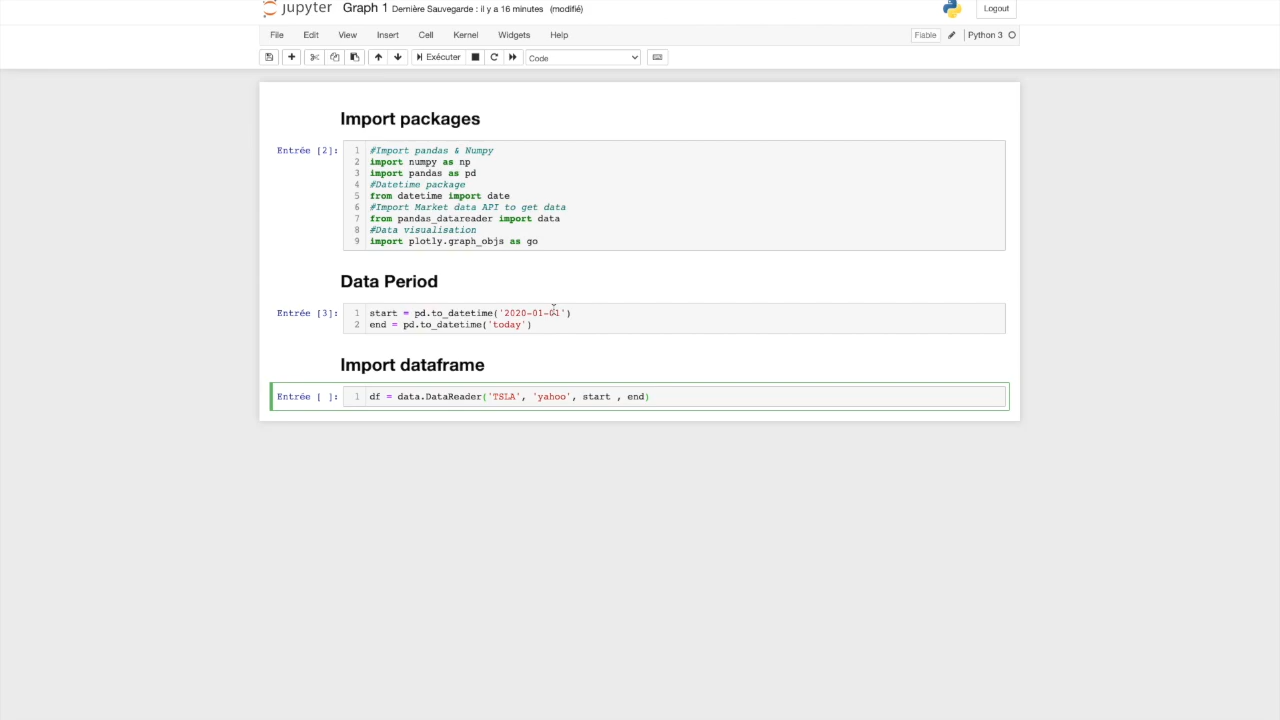 jupyter Graph 1 Dernière Sauvegarde : il y a 16 minutes (modifié) Logout
File Edit View Insert Cell Kernel Widgets Help Fiable Python 3
Exécuter Code
Import packages
Entrée [2]:
1 #Import pandas & Numpy
2 import numpy as np
3 import pandas as pd
4 #Datetime package
5 from datetime import date
6 #Import Market data API to get data
7 from pandas_datareader import data
8 #Data visualisation
9 import plotly.graph_objs as go
Data Period
Entrée [3]:
1 start = pd.to_datetime('2020-01-01')
2 end = pd.to_datetime('today')
Import dataframe
Entrée [ ]:
1 df = data.DataReader('TSLA', 'yahoo', start , end)